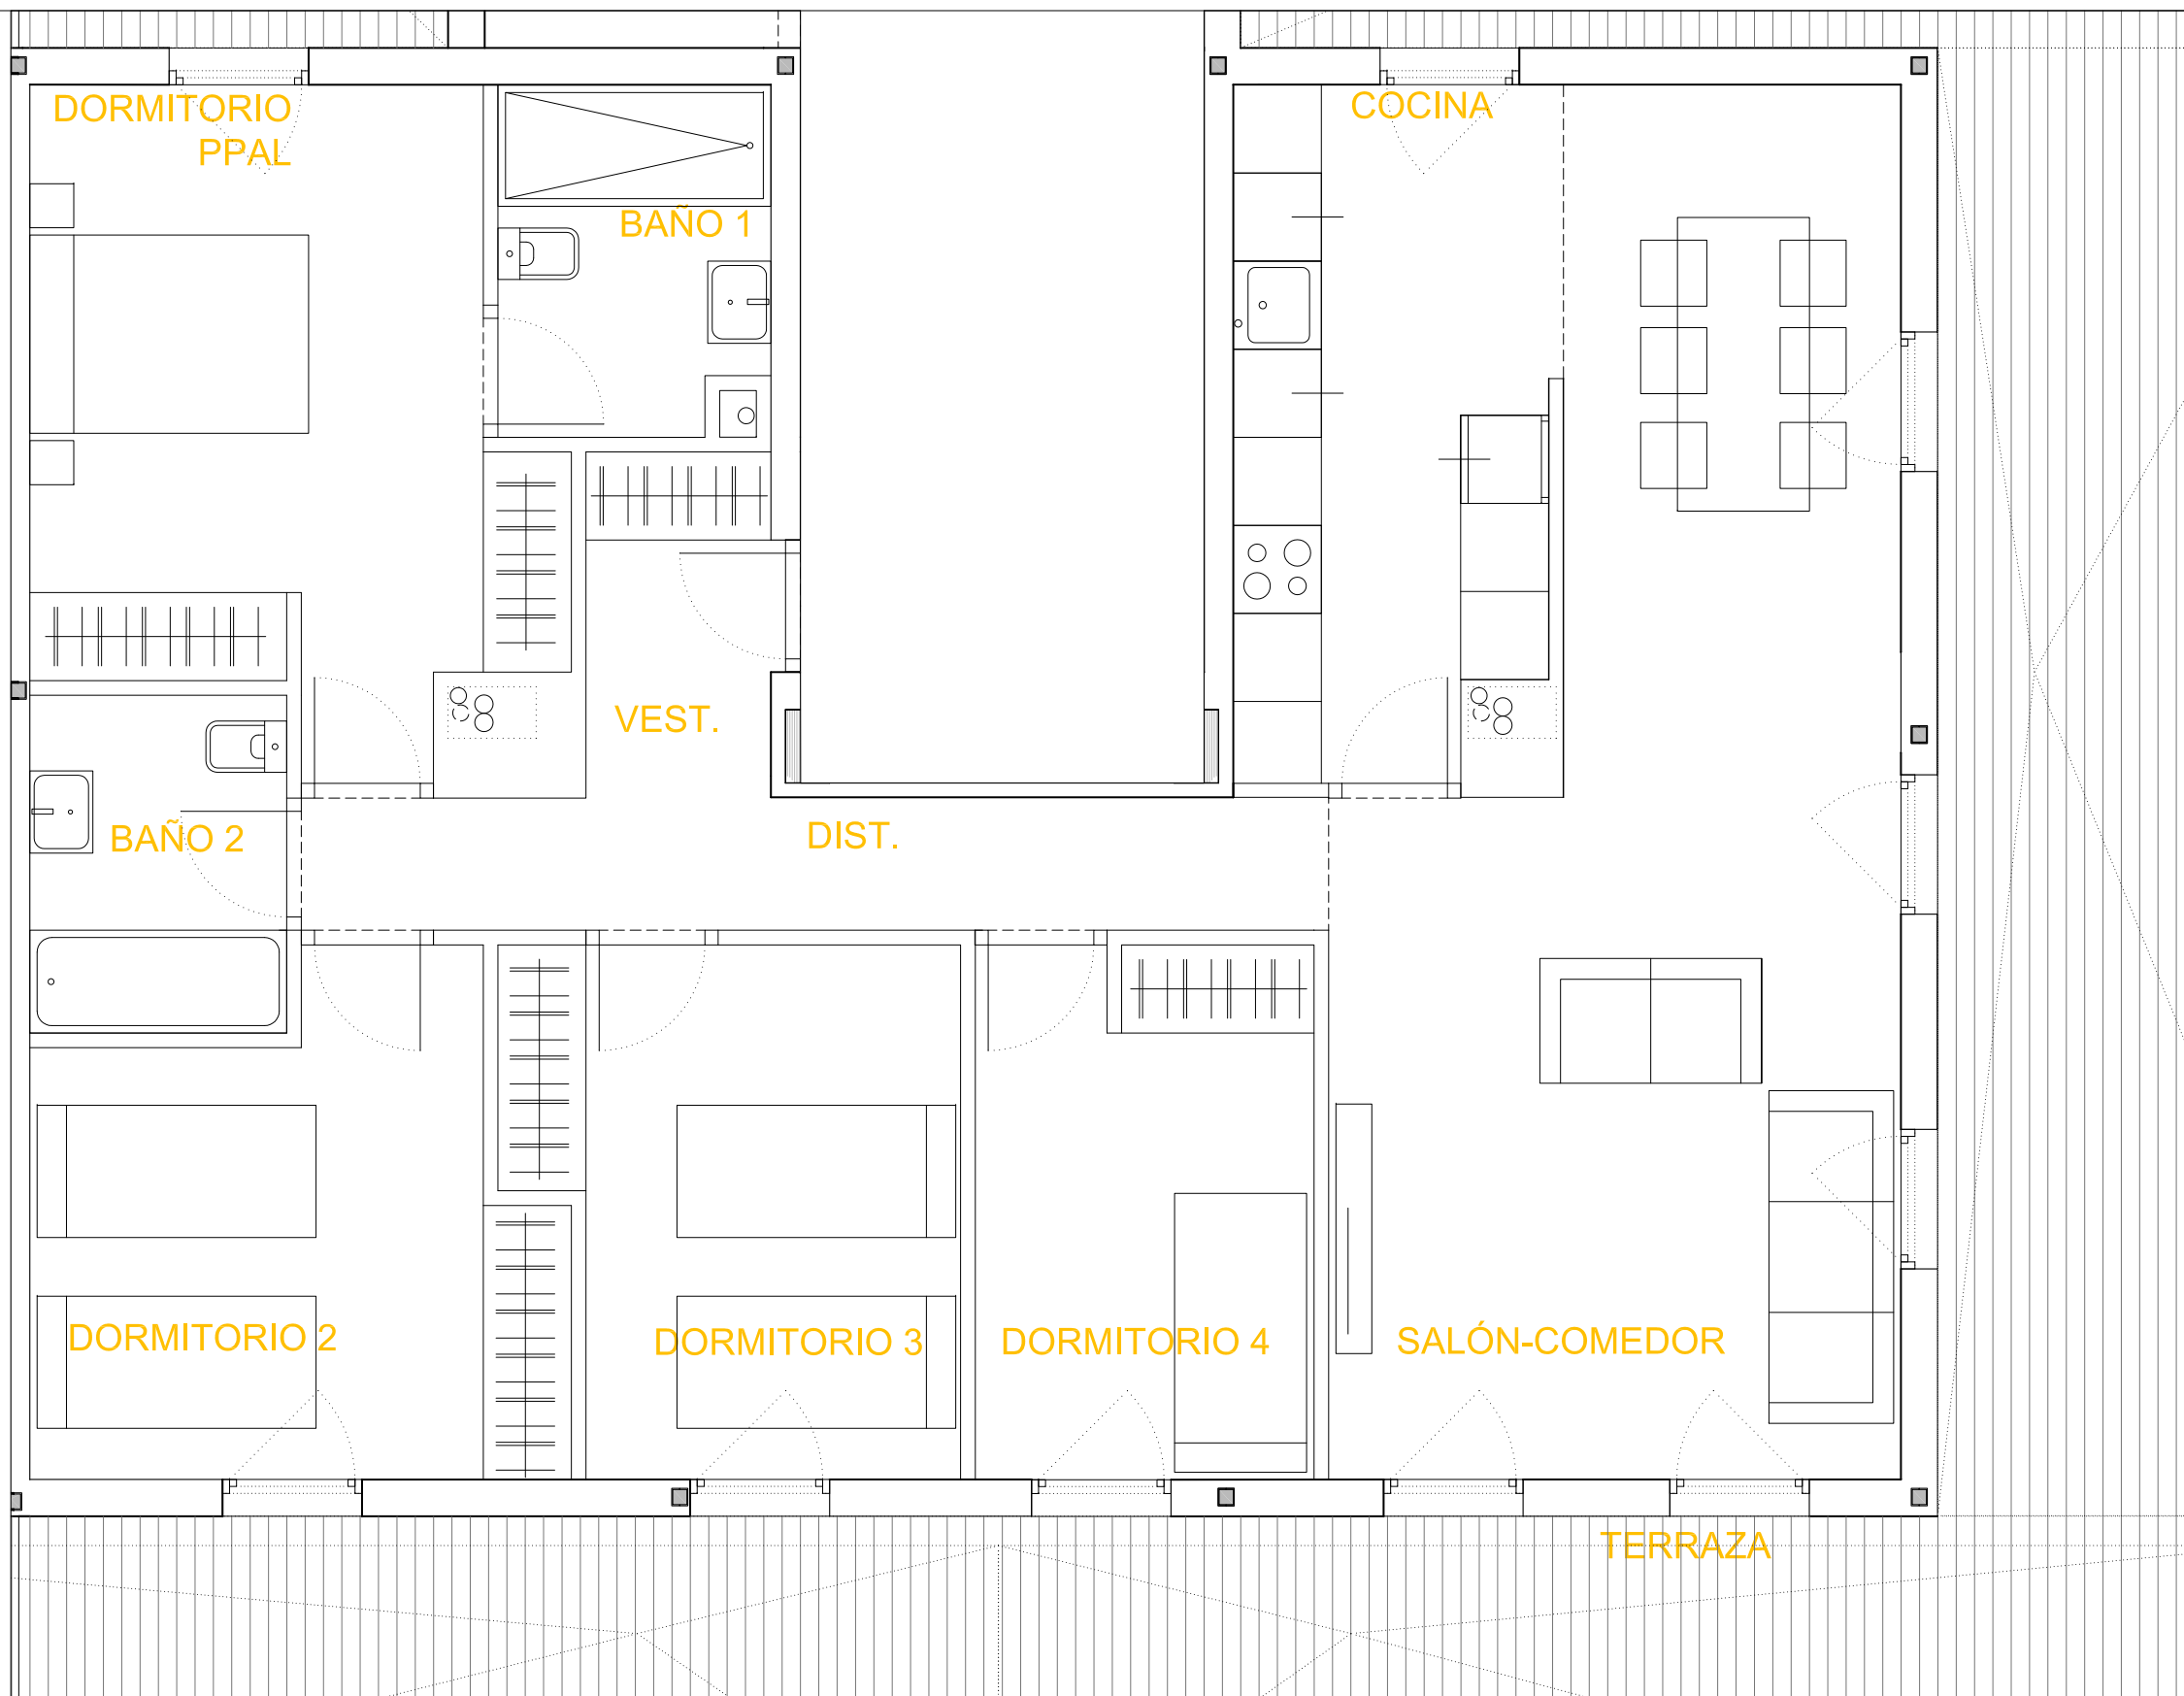 DORMITORIO
PPAL
COCINA
BAÑO 1
VEST.
BAÑO 2
DIST.
DORMITORIO 2
DORMITORIO 3
DORMITORIO 4
SALÓN-COMEDOR
TERRAZA